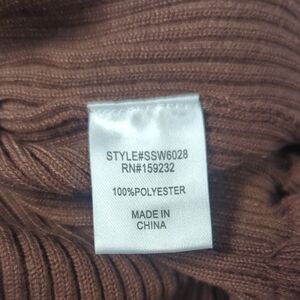 STYLE#SSW6028
RN#159232
100%POLYESTER
MADE IN
CHINA